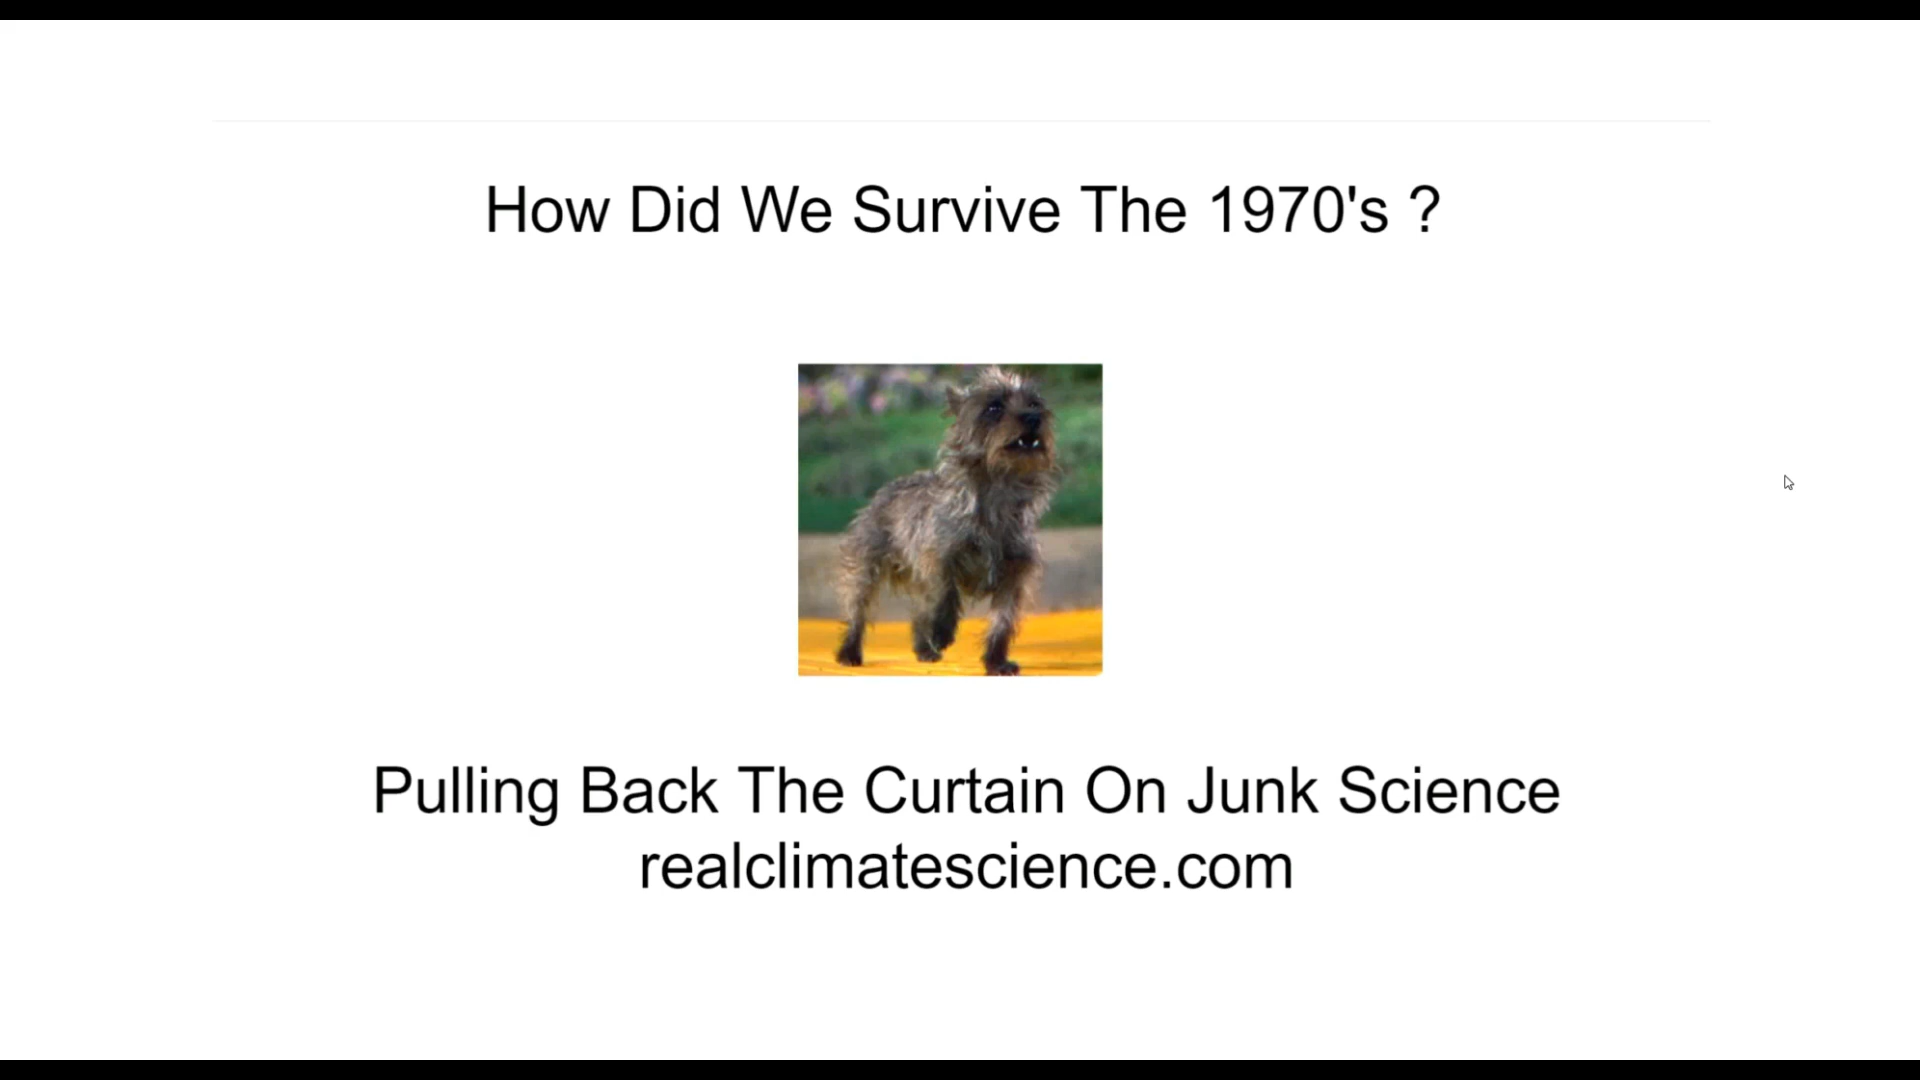 How Did We Survive The 1970's ?
Pulling Back The Curtain On Junk Science
realclimatescience.com